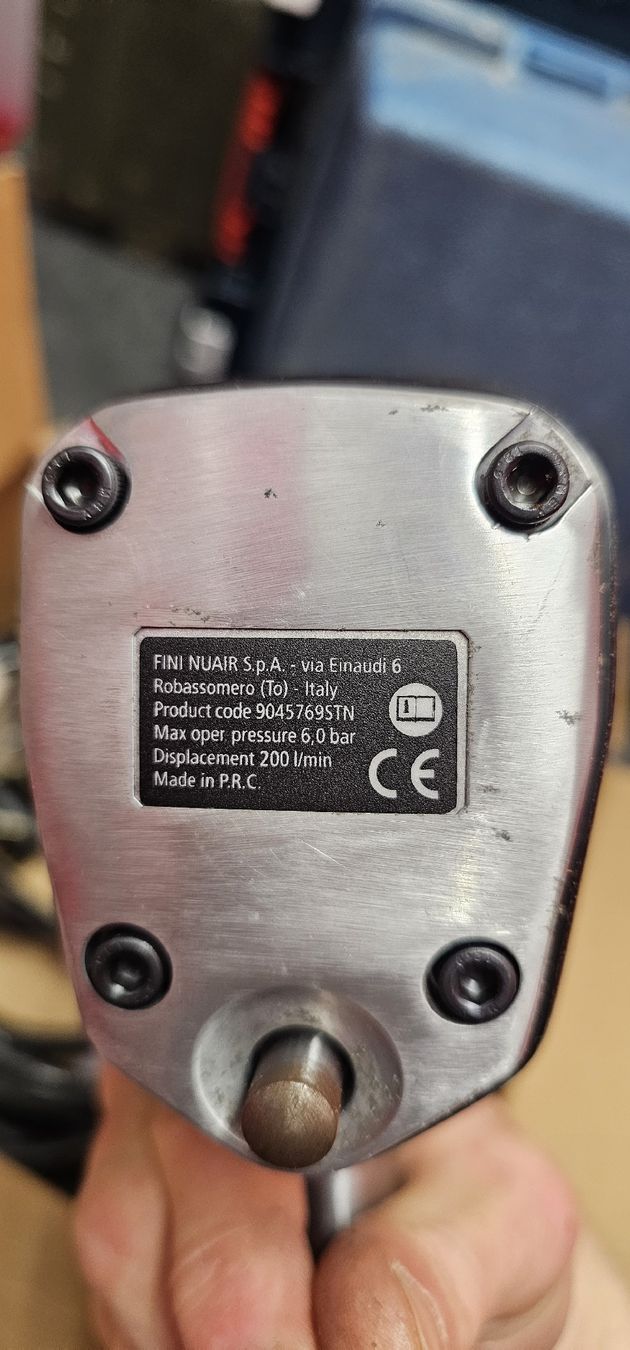 FINI NUAIR S.p.A. - via Einaudi 6
Robassomero (To) - Italy
Product code 9045769STN
Max oper pressure 6,0 bar
Displacement 200 l/min
Made in P.R.C.
CE